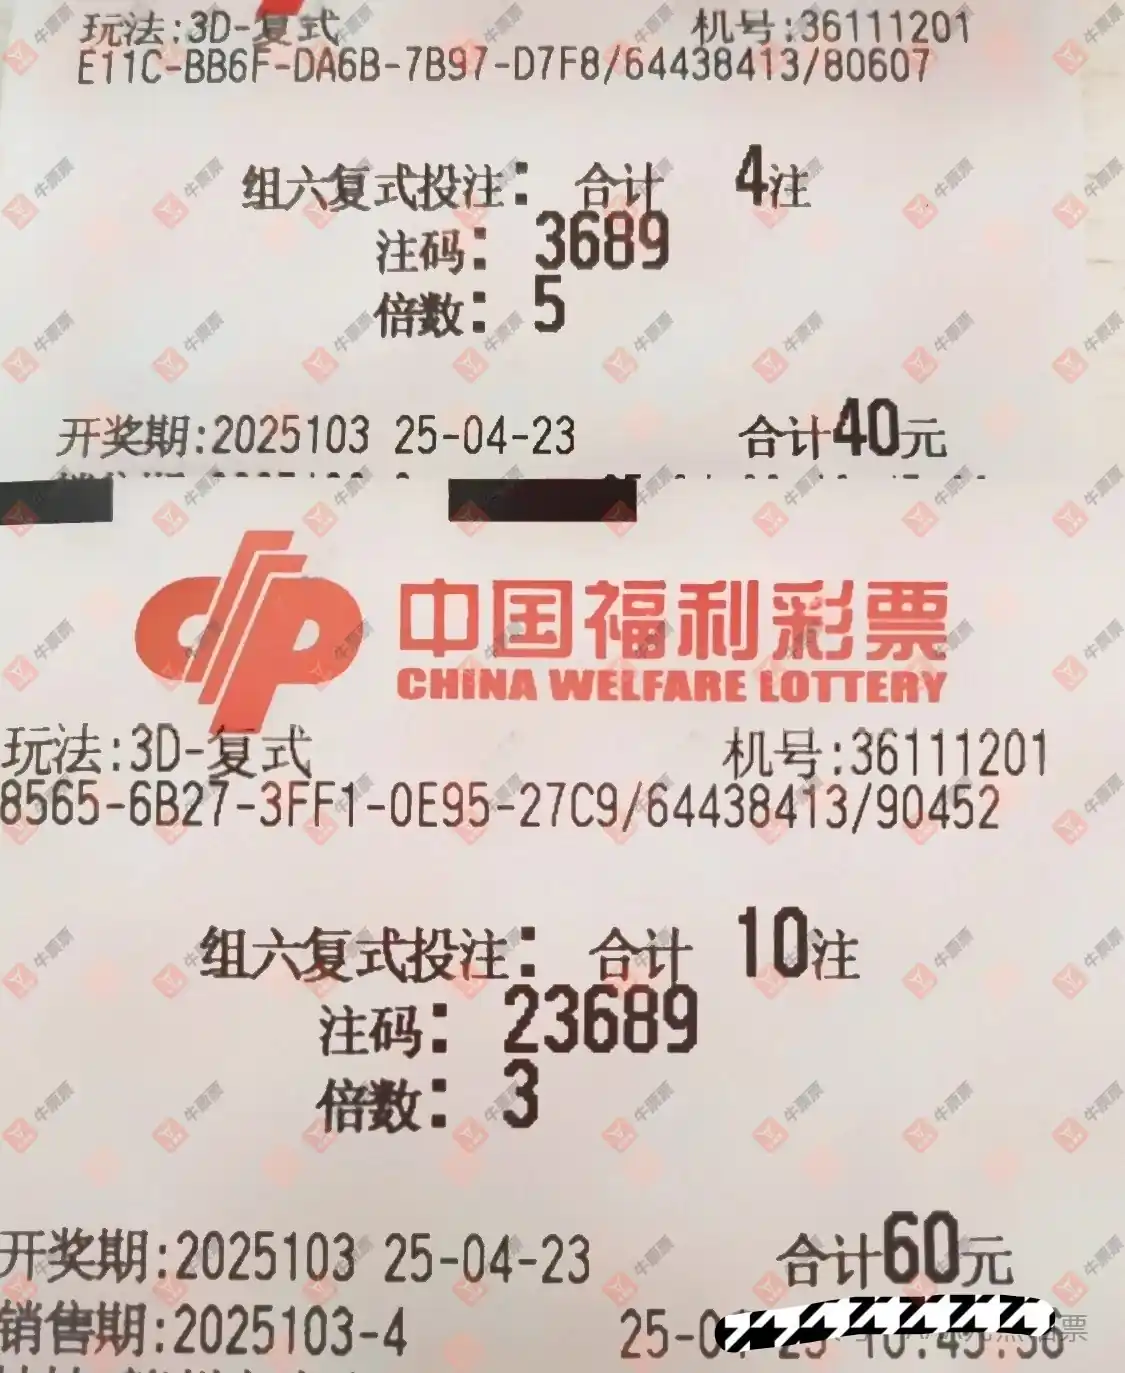 玩法:3D-复式 机号:36111201
E11C-BB6F-DA6B-7B97-D7F8/64438413/80607
组六复式投注: 合计 4注
注码: 3689
倍数: 5
开奖期:2025103 25-04-23 合计40元
中国福利彩票
CHINA WELFARE LOTTERY
玩法:3D-复式 机号:36111201
8565-6B27-3FF1-0E95-27C9/64438413/90452
组六复式投注: 合计 10注
注码: 23689
倍数: 3
开奖期:2025103 25-04-23 合计60元
销售期:2025103-4 25-0
牛票票